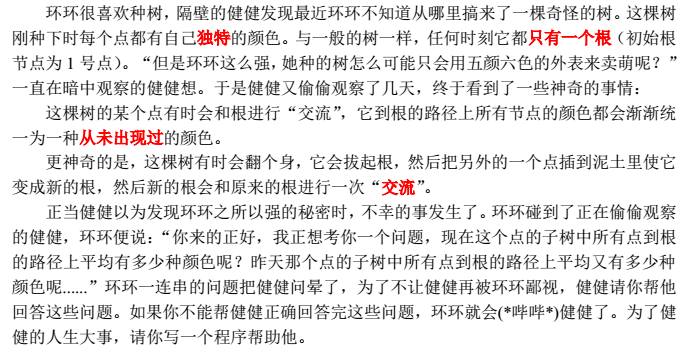 环环很喜欢种树，隔壁的健健发现最近环环不知道从哪里搞来了一棵奇怪的树。这棵树
刚种下时每个点都有自己独特的颜色。与一般的树一样，任何时刻它都只有一个根（初始根
节点为 1 号点）。“但是环环这么强，她种的树怎么可能只会用五颜六色的外表来卖萌呢？”
一直在暗中观察的健健想。于是健健又偷偷观察了几天，终于看到了一些神奇的事情：
这棵树的某个点有时会和根进行“交流”，它到根的路径上所有节点的颜色都会渐渐统
一为一种从未出现过的颜色。
更神奇的是，这棵树有时会翻个身，它会拔起根，然后把另外的一个点插到泥土里使它
变成新的根，然后新的根会和原来的根进行一次“交流”。
正当健健以为发现环环之所以强的秘密时，不幸的事发生了。环环碰到了正在偷偷观察
的健健，环环便说：“你来的正好，我正想考你一个问题，现在这个点的子树中所有点到根
的路径上平均有多少种颜色呢？昨天那个点的子树中所有点到根的路径上平均又有多少种
颜色呢......”环环一连串的问题把健健问晕了，为了不让健健再被环环鄙视，健健请你帮他
回答这些问题。如果你不能帮健健正确回答完这些问题，环环就会(*哔哔*)健健了。为了健
健的人生大事，请你写一个程序帮助他。